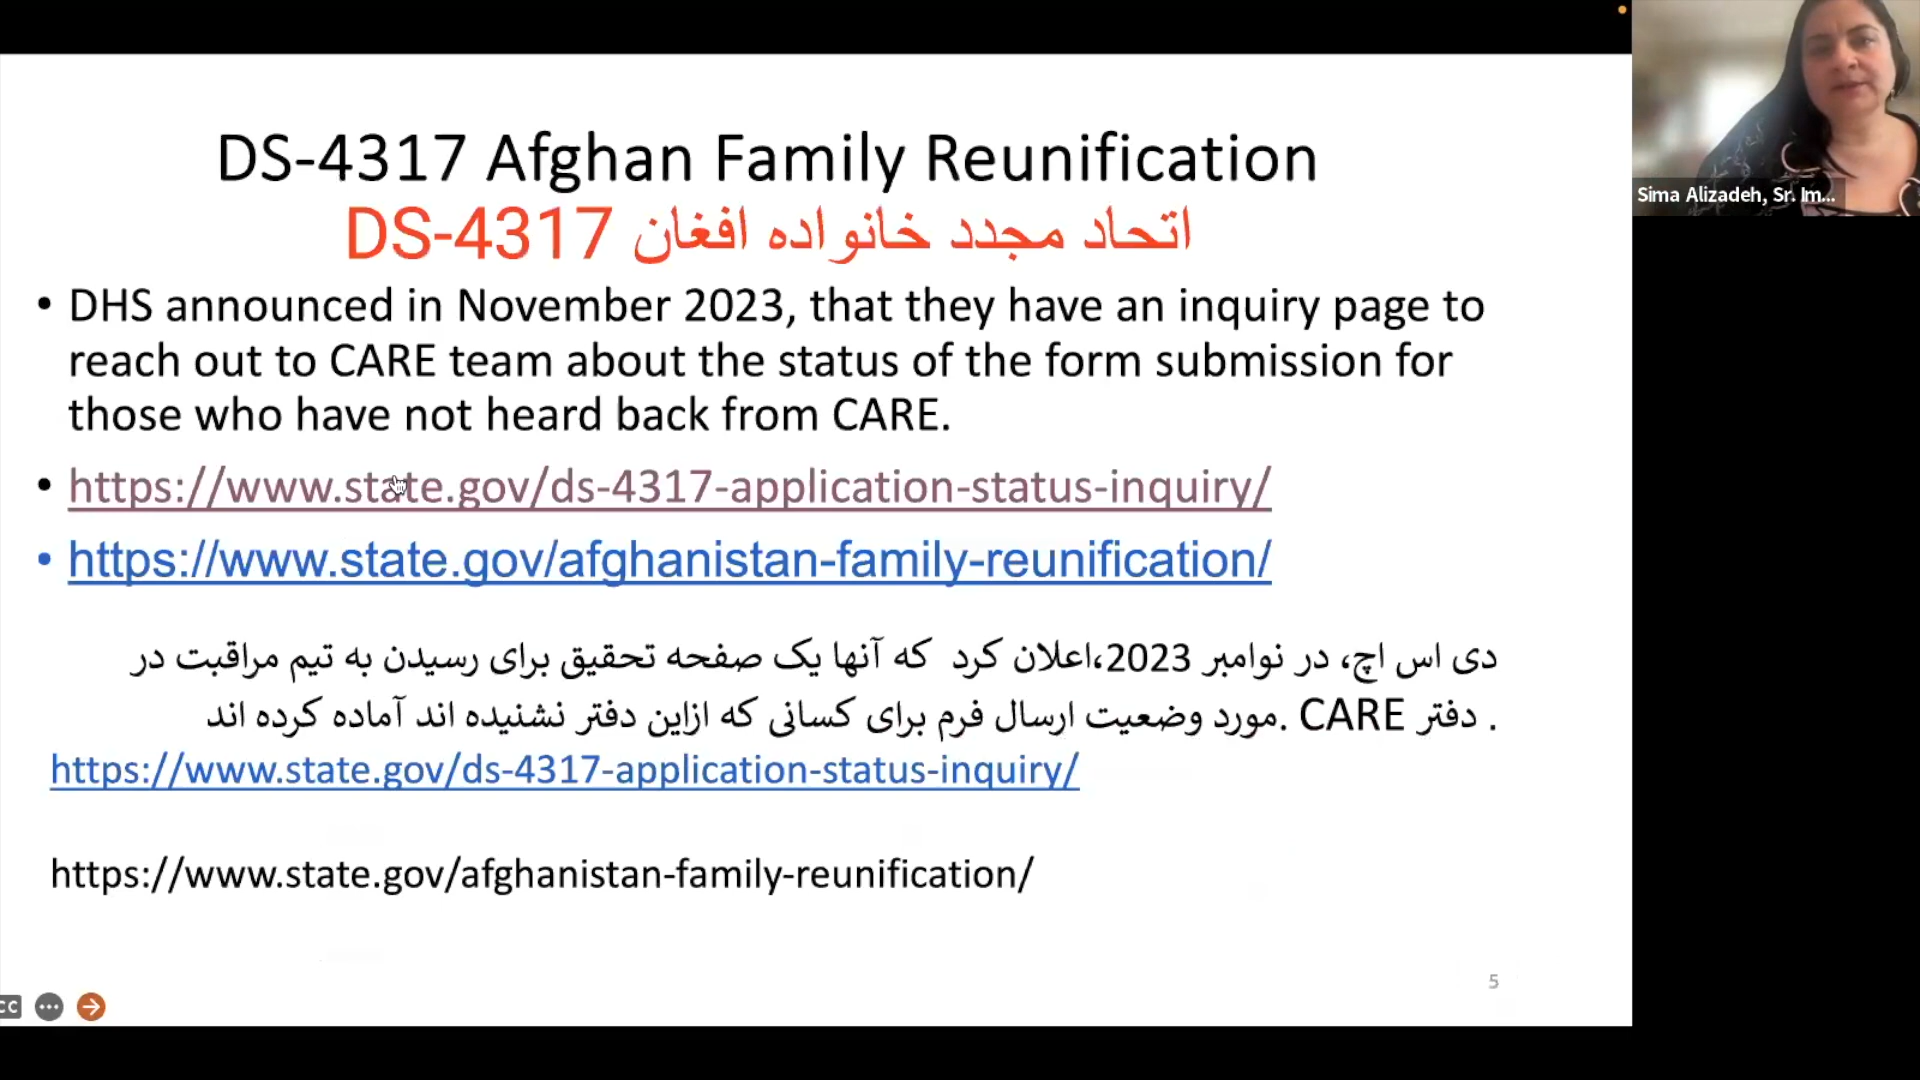 DS-4317 Afghan Family Reunification
اتحاد مجدد خانواده افغان DS-4317
• DHS announced in November 2023, that they have an inquiry page to
reach out to CARE team about the status of the form submission for
those who have not heard back from CARE.
• https://www.state.gov/ds-4317-application-status-inquiry/
• https://www.state.gov/afghanistan-family-reunification/
دی اس اچ، در نوامبر 2023،اعلان کرد که آنها یک صفحه تحقیق برای رسیدن به تیم مراقبت در
. دفتر CARE .مورد وضعیت ارسال فرم برای کسانی که ازاین دفتر نشنیده اند آماده کرده اند
https://www.state.gov/ds-4317-application-status-inquiry/
https://www.state.gov/afghanistan-family-reunification/
5
CC
Sima Alizadeh, Sr. Im...